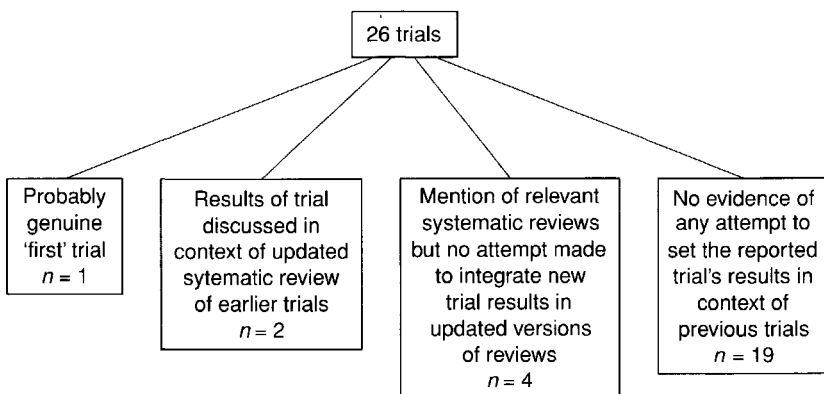 26 trials
Probably
genuine
‘first’ trial
n = 1
Results of trial
discussed in
context of updated
sytematic review
of earlier trials
n = 2
Mention of relevant
systematic reviews
but no attempt made
to integrate new
trial results in
updated versions
of reviews
n = 4
No evidence of
any attempt to
set the reported
trial's results in
context of
previous trials
n = 19